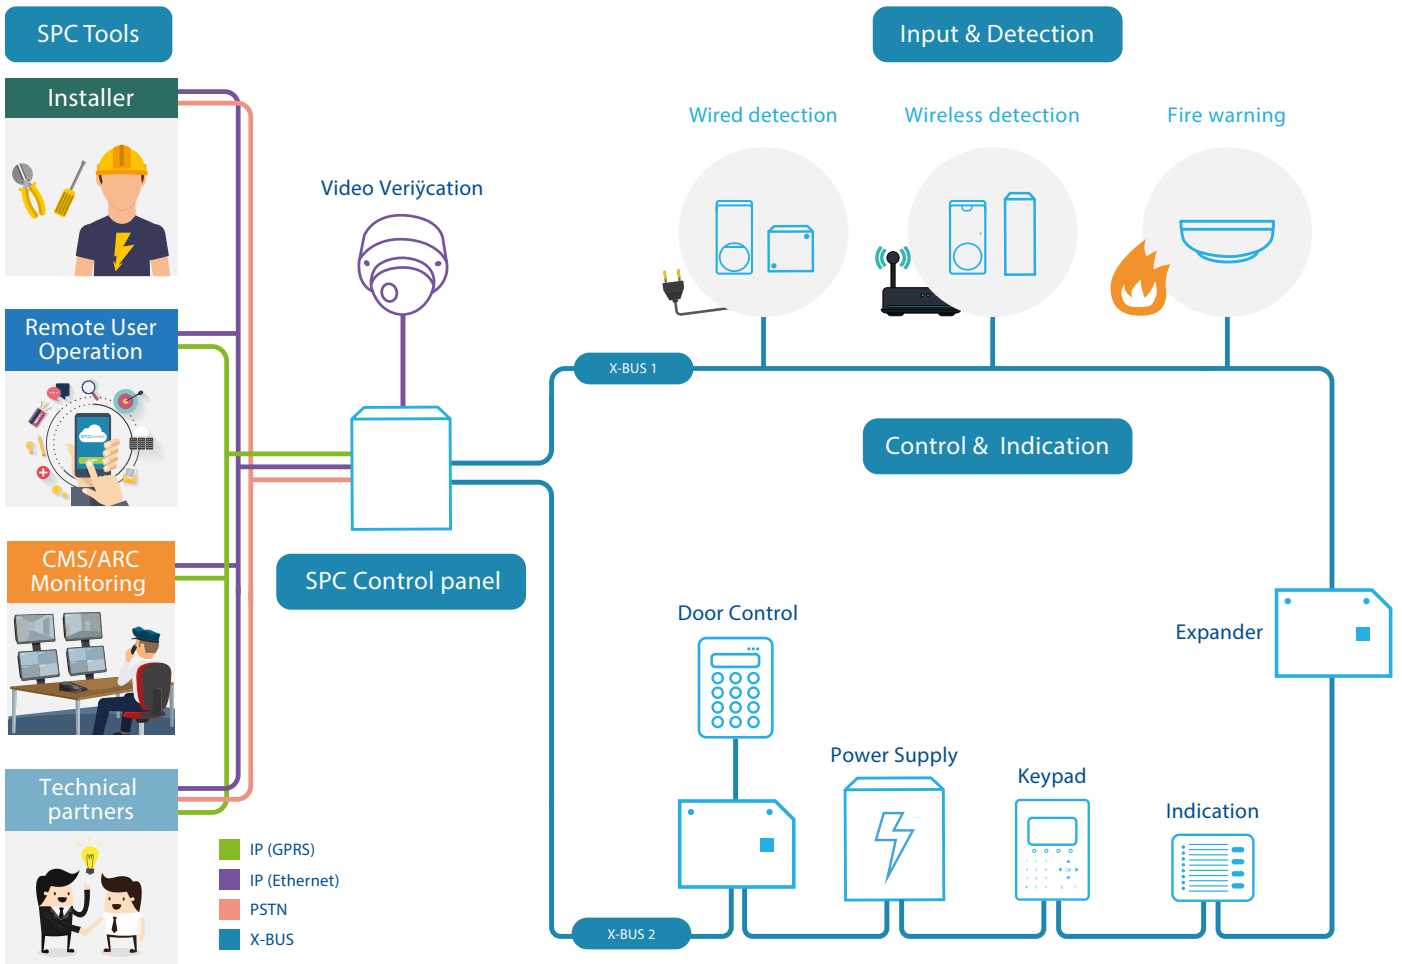 SPC Tools
Input & Detection
Installer
Wired detection
Wireless detection
Fire warning
Video Veriÿcation
Remote User
Operation
X-BUS 1
Control & Indication
CMS/ARC
Monitoring
SPC Control panel
Door Control
Expander
Power Supply
Keypad
Technical
partners
Indication
IP (GPRS)
IP (Ethernet)
PSTN
X-BUS
X-BUS 2